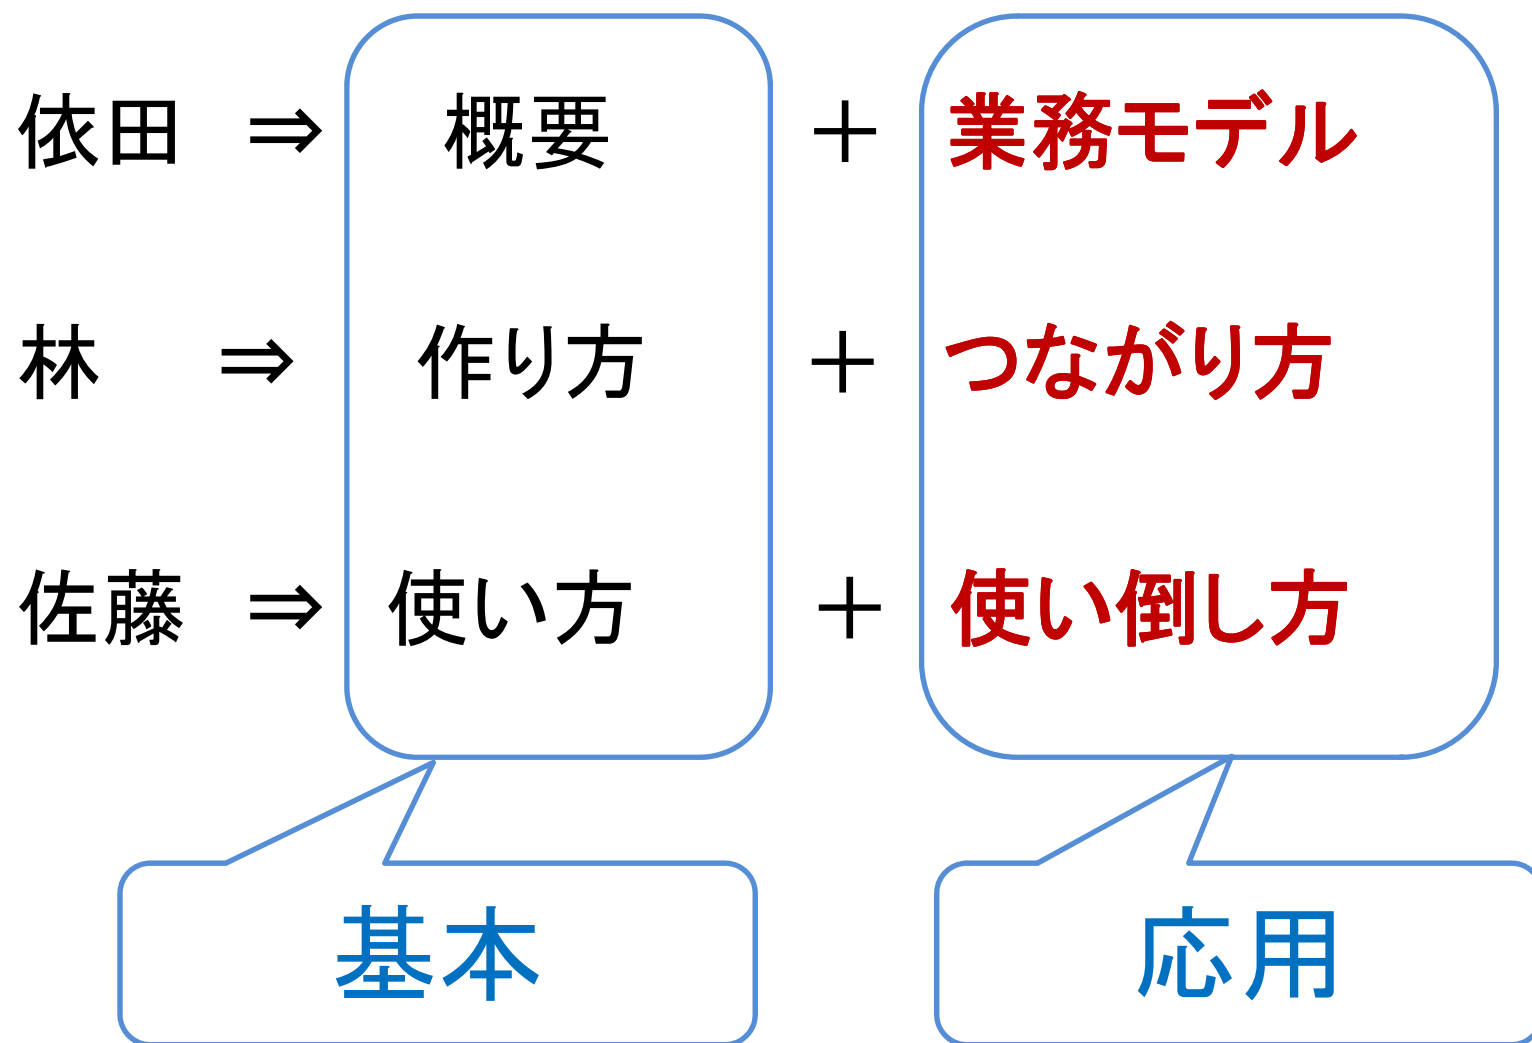 依田 ⇒ 概要 ＋ 業務モデル
林 ⇒ 作り方 ＋ つながり方
佐藤 ⇒ 使い方 ＋ 使い倒し方
基本 応用